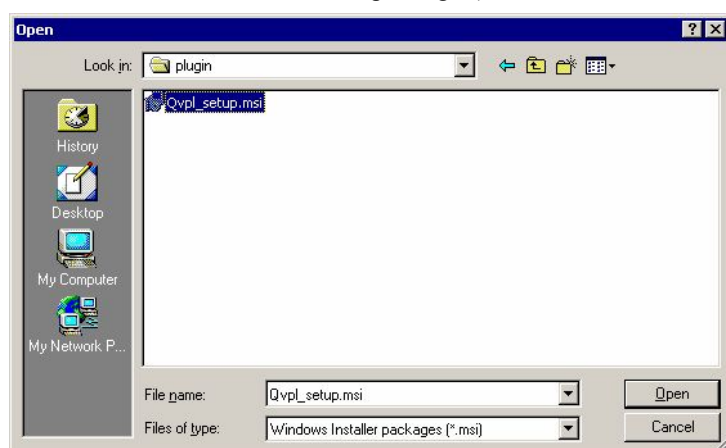 Open
Look in: plugin
Qvpl_setup.msi
History
Desktop
My Computer
My Network P...
File name: Qvpl_setup.msi Open
Files of type: Windows Installer packages (*.msi) Cancel